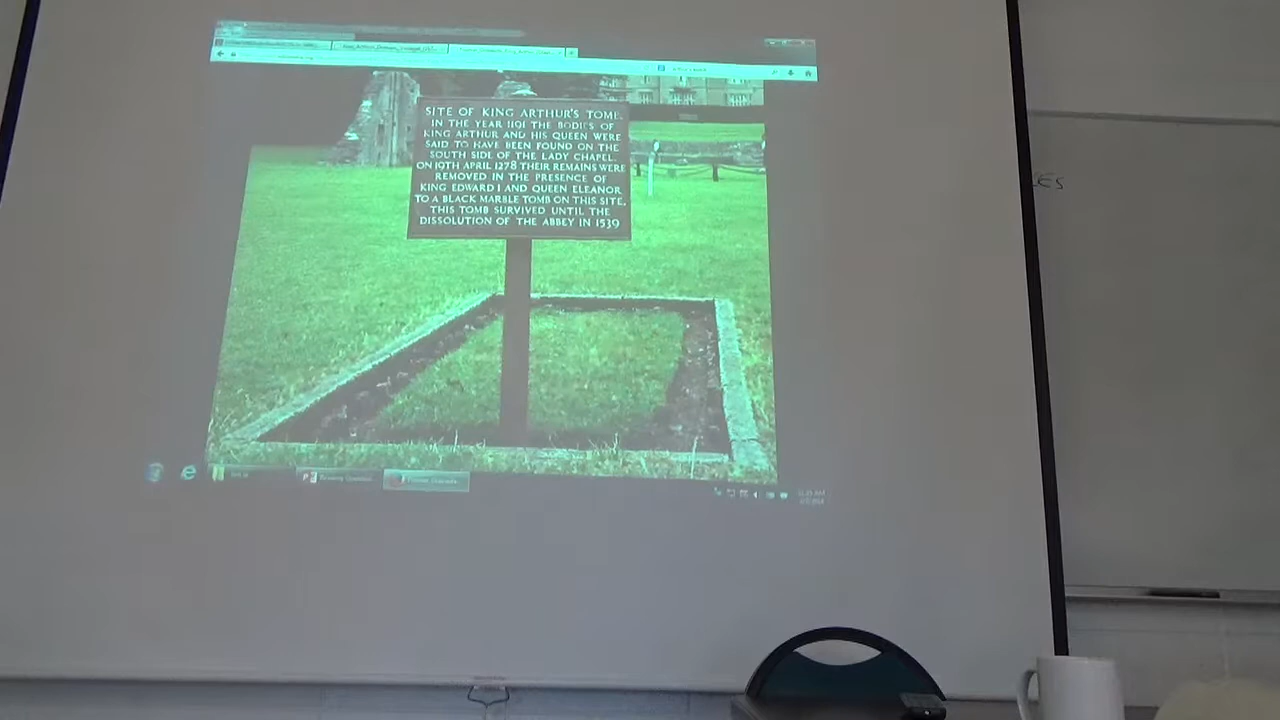 SITE OF KING ARTHUR'S TOMB.
IN THE YEAR 1191 THE BODIES OF
KING ARTHUR AND HIS QUEEN WERE
SAID TO HAVE BEEN FOUND ON THE
SOUTH SIDE OF THE LADY CHAPEL.
ON 19TH APRIL 1278 THEIR REMAINS WERE
REMOVED IN THE PRESENCE OF
KING EDWARD I AND QUEEN ELEANOR
TO A BLACK MARBLE TOMB ON THIS SITE.
THIS TOMB SURVIVED UNTIL THE
DISSOLUTION OF THE ABBEY IN 1539